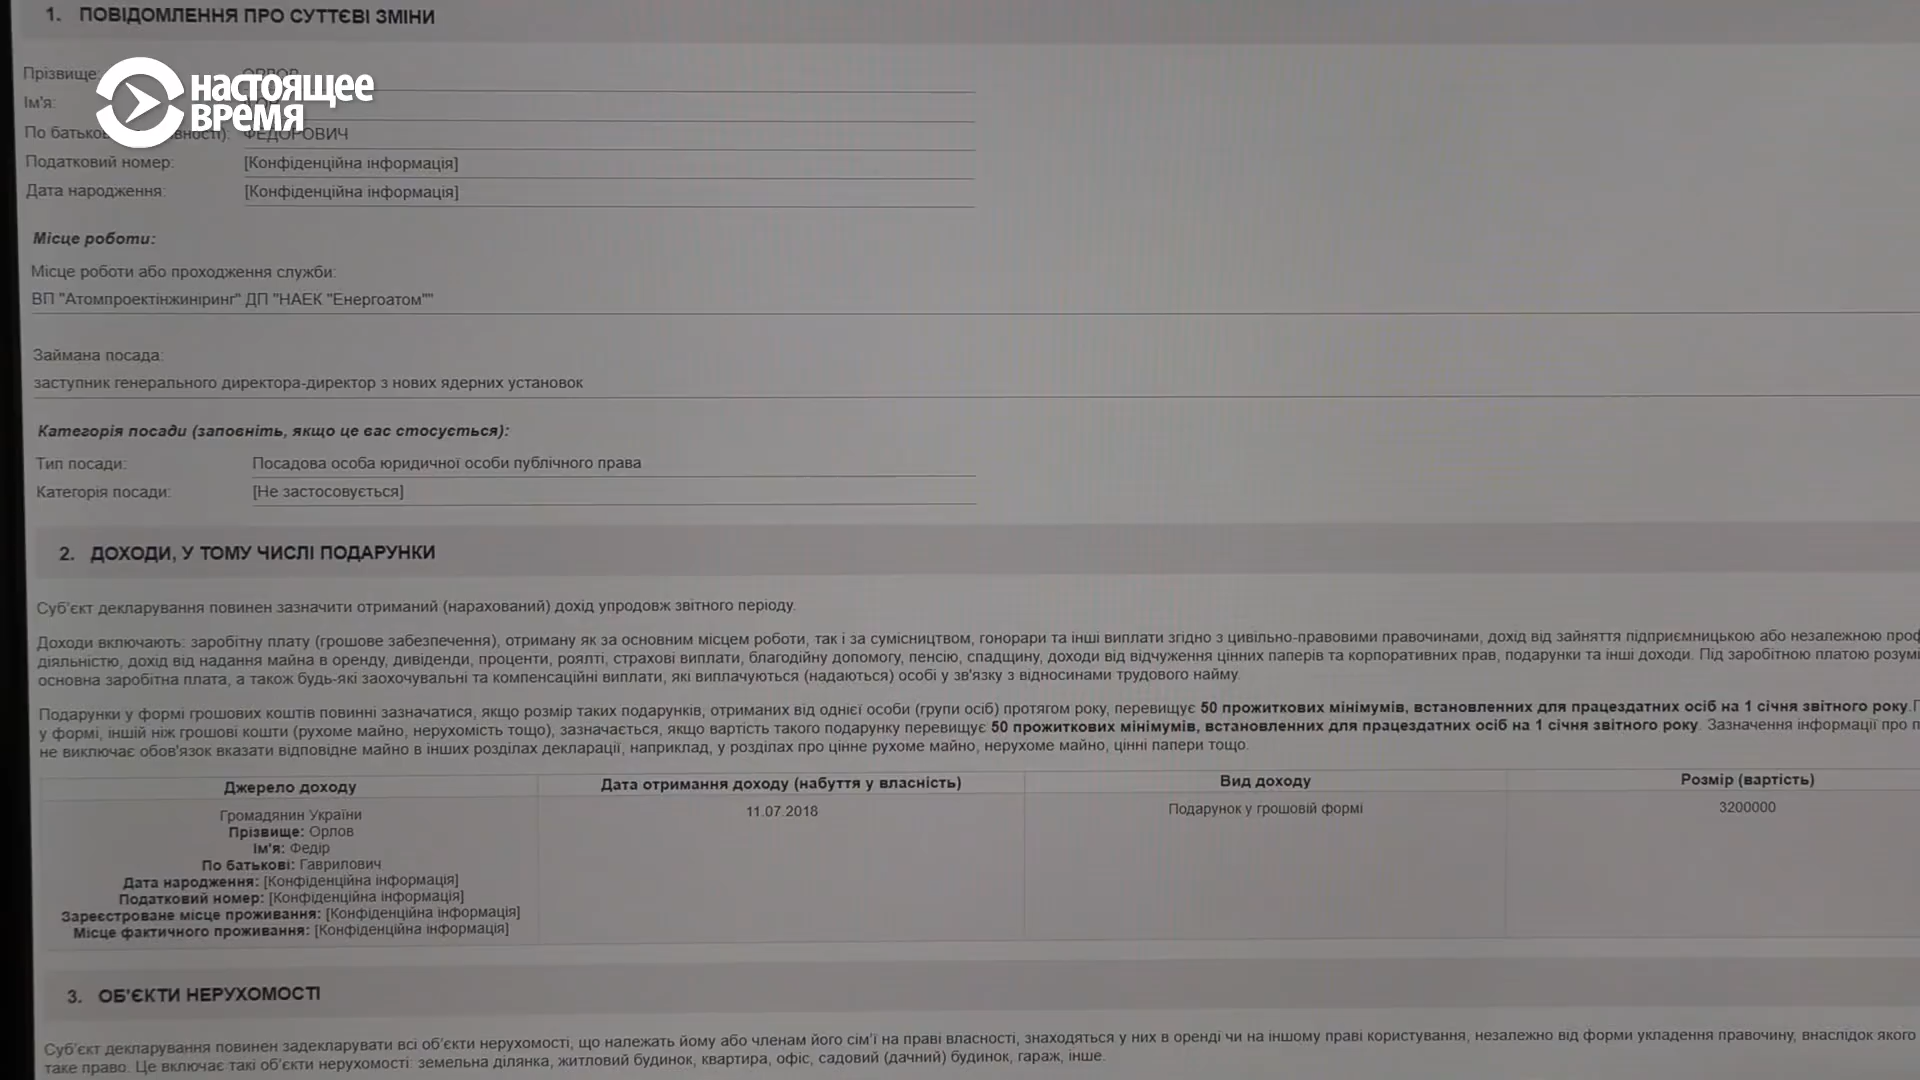 1. ПОВІДОМЛЕННЯ ПРО СУТТЄВІ ЗМІНИ
НАСТОЯЩЕЕ
ВРЕМЯ
Прізвище: ОРЛОВ
Ім'я:
По батькові ФЕДОРОВИЧ
Податковий номер: [Конфіденційна інформація]
Дата народження: [Конфіденційна інформація]
Місце роботи:
Місце роботи або проходження служби:
ВП "Атомпроектінжиніринг" ДП "НАЕК "Енергоатом""
Займана посада:
заступник генерального директора-директор з нових ядерних установок
Категорія посади (заповніть, якщо це вас стосується):
Тип посади: Посадова особа юридичної особи публічного права
Категорія посади: [Не застосовується]
2. ДОХОДИ, У ТОМУ ЧИСЛІ ПОДАРУНКИ
Суб'єкт декларування повинен зазначити отриманий (нарахований) дохід упродовж звітного періоду.
Доходи включають: заробітну плату (грошове забезпечення), отриману як за основним місцем роботи, так і за сумісництвом, гонорари та інші виплати згідно з цивільно-правовими правочинами, дохід від зайняття підприємницькою або незалежною проф
діяльністю, дохід від надання майна в оренду, дивіденди, проценти, роялті, страхові виплати, благодійну допомогу, пенсію, спадщину, доходи від відчуження цінних паперів та корпоративних прав, подарунки та інші доходи. Під заробітною платою розумі
основна заробітна плата, а також будь-які заохочувальні та компенсаційні виплати, які виплачуються (надаються) особі у зв'язку з відносинами трудового найму.
Подарунки у формі грошових коштів повинні зазначатися, якщо розмір таких подарунків, отриманих від однієї особи (групи осіб) протягом року, перевищує 50 прожиткових мінімумів, встановленних для працездатних осіб на 1 січня звітного року. П
у формі, іншій ніж грошові кошти (рухоме майно, нерухомість тощо), зазначається, якщо вартість такого подарунку перевищує 50 прожиткових мінімумів, встановленних для працездатних осіб на 1 січня звітного року. Зазначення інформації про п
не виключає обов'язок вказати відповідне майно в інших розділах декларації, наприклад, у розділах про цінне рухоме майно, нерухоме майно, цінні папери тощо.
Джерело доходу Дата отримання доходу (набуття у власність) Вид доходу Розмір (вартість)
Громадянин України 11.07.2018 Подарунок у грошовій формі 3200000
Прізвище: Орлов
Ім'я: Федір
По батькові: Гаврилович
Дата народження: [Конфіденційна інформація]
Податковий номер: [Конфіденційна інформація]
Зареєстроване місце проживання: [Конфіденційна інформація]
Місце фактичного проживання: [Конфіденційна інформація]
3. ОБ'ЄКТИ НЕРУХОМОСТІ
Суб'єкт декларування повинен задекларувати всі об'єкти нерухомості, що належать йому або членам його сім'ї на праві власності, знаходяться у них в оренді чи на іншому праві користування, незалежно від форми укладення правочину, внаслідок якого
таке право. Це включає такі об'єкти нерухомості: земельна ділянка, житловий будинок, квартира, офіс, садовий (дачний) будинок, гараж, інше.